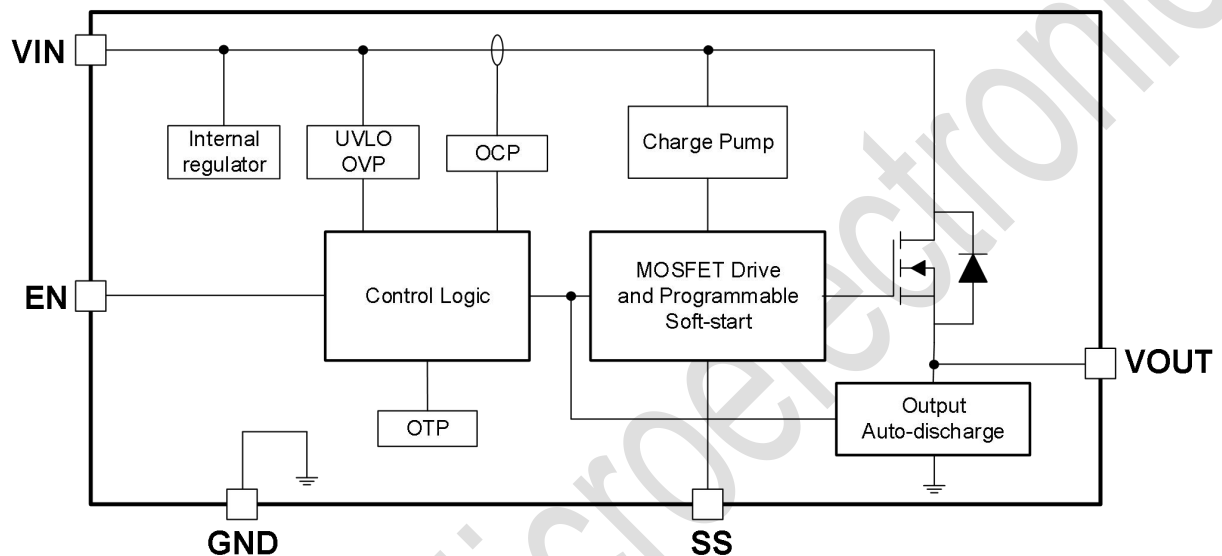 VIN
Internal
regulator
UVLO
OVP
OCP
Charge Pump
EN
Control Logic
MOSFET Drive
and Programmable
Soft-start
VOUT
OTP
Output
Auto-discharge
GND
SS